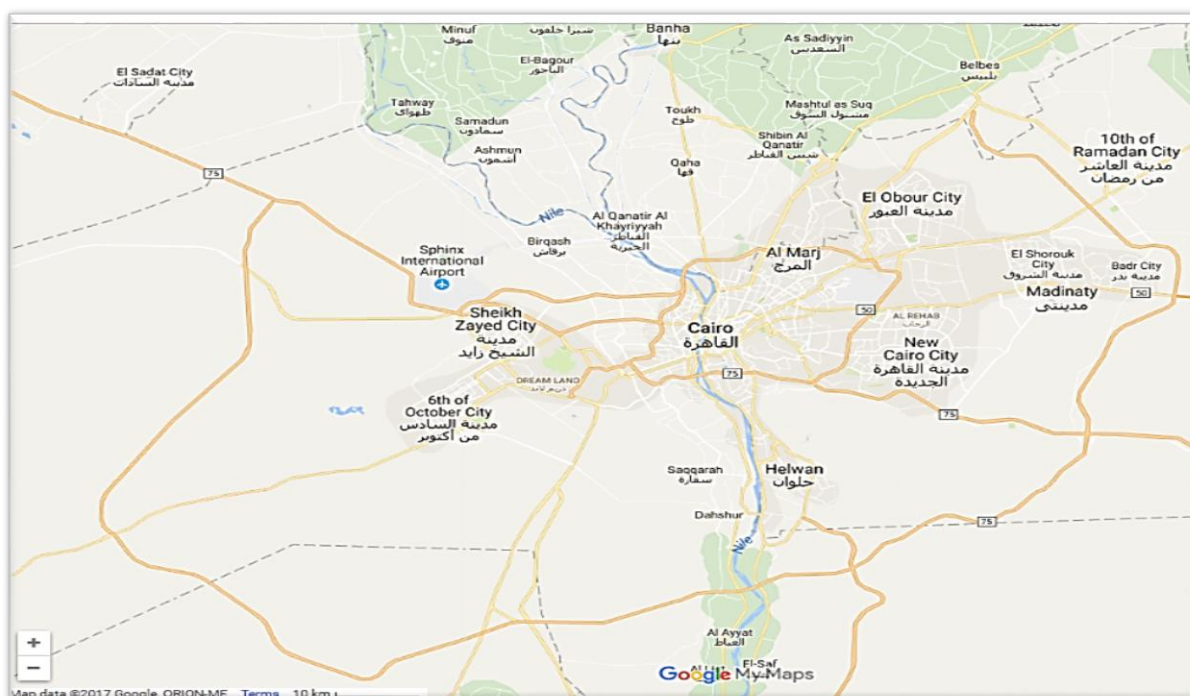 Minuf
منوف
شبرا خلفون
Banha
بنها
As Sadiyyin
السعديين
El-Bagour
الباجور
Belbes
بلبيس
El Sadat City
مدينة السادات
Tahway
طهواى
Samadun
سمادون
Toukh
طوخ
Mashtul as Suq
مشتول السوق
Ashmun
أشمون
Shibin Al
Qanatir
شبين القناطر
10th of
Ramadan City
مدينة العاشر
من رمضان
75
Qaha
قها
El Obour City
مدينة العبور
Nile
Al Qanatir Al
Khayriyyah
القناطر
الخيرية
Birqash
برقاش
Sphinx
International
Airport
Al Marj
المرج
El Shorouk
City
مدينة الشروق
Badr City
مدينة بدر
Madinaty
مدينتى
50
50
Sheikh
Zayed City
مدينة
الشيخ زايد
Cairo
القاهرة
AL REHAB
الرحاب
New
Cairo City
مدينة القاهرة
الجديدة
DREAM LAND
دريم لاند
75
6th of
October City
مدينة السادس
من أكتوبر
75
Saqqarah
سقارة
Helwan
حلوان
Dahshur
75
Nile
+
−
Al Ayyat
العياط
El-Saf
Google My Maps
Map data ©2017 Google, ORION-ME Terms 10 km